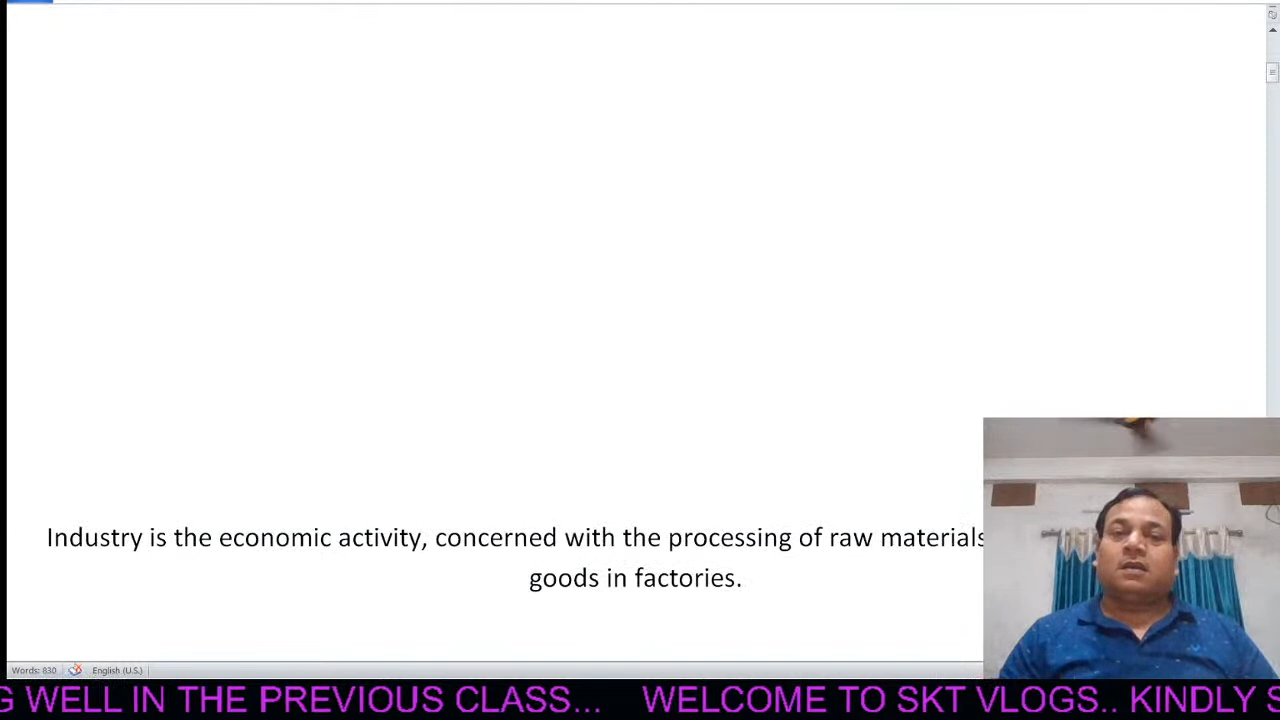 Industry is the economic activity, concerned with the processing of raw materials
goods in factories.
Words: 830 English (U.S.)
G WELL IN THE PREVIOUS CLASS... WELCOME TO SKT VLOGS.. KINDLY S